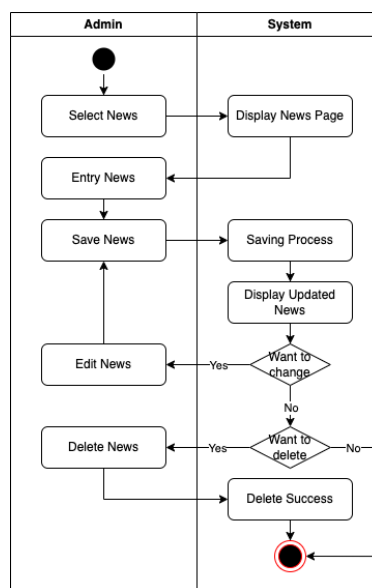 Admin
System
Select News
Display News Page
Entry News
Save News
Saving Process
Display Updated
News
Edit News
Yes
Want to
change
No
Delete News
Yes
Want to
delete
No
Delete Success